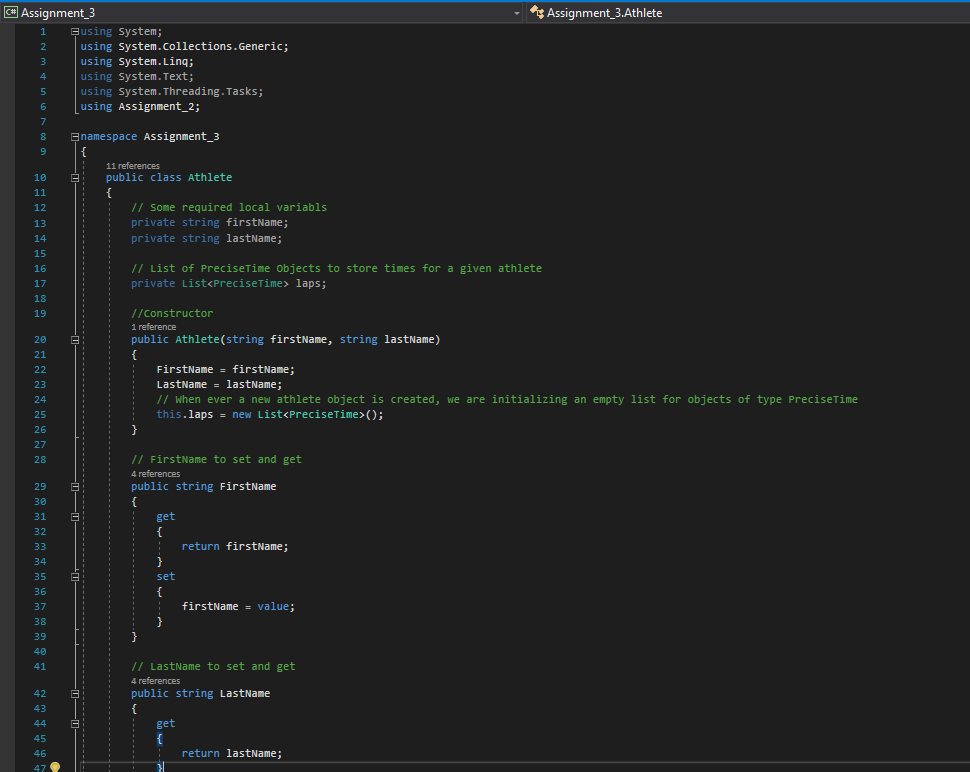 C# Assignment_3 Assignment_3.Athlete
1 using System;
2 using System.Collections.Generic;
3 using System.Linq;
4 using System.Text;
5 using System.Threading.Tasks;
6 using Assignment_2;
7
8 namespace Assignment_3
9 {
11 references
10 public class Athlete
11 {
12 // Some required local variabls
13 private string firstName;
14 private string lastName;
15
16 // List of PreciseTime Objects to store times for a given athlete
17 private List<PreciseTime> laps;
18
19 //Constructor
1 reference
20 public Athlete(string firstName, string lastName)
21 {
22 FirstName = firstName;
23 LastName = lastName;
24 // When ever a new athlete object is created, we are initializing an empty list for objects of type PreciseTime
25 this.laps = new List<PreciseTime>();
26 }
27
28 // FirstName to set and get
4 references
29 public string FirstName
30 {
31 get
32 {
33 return firstName;
34 }
35 set
36 {
37 firstName = value;
38 }
39 }
40
41 // LastName to set and get
4 references
42 public string LastName
43 {
44 get
45 {
46 return lastName;
47 }